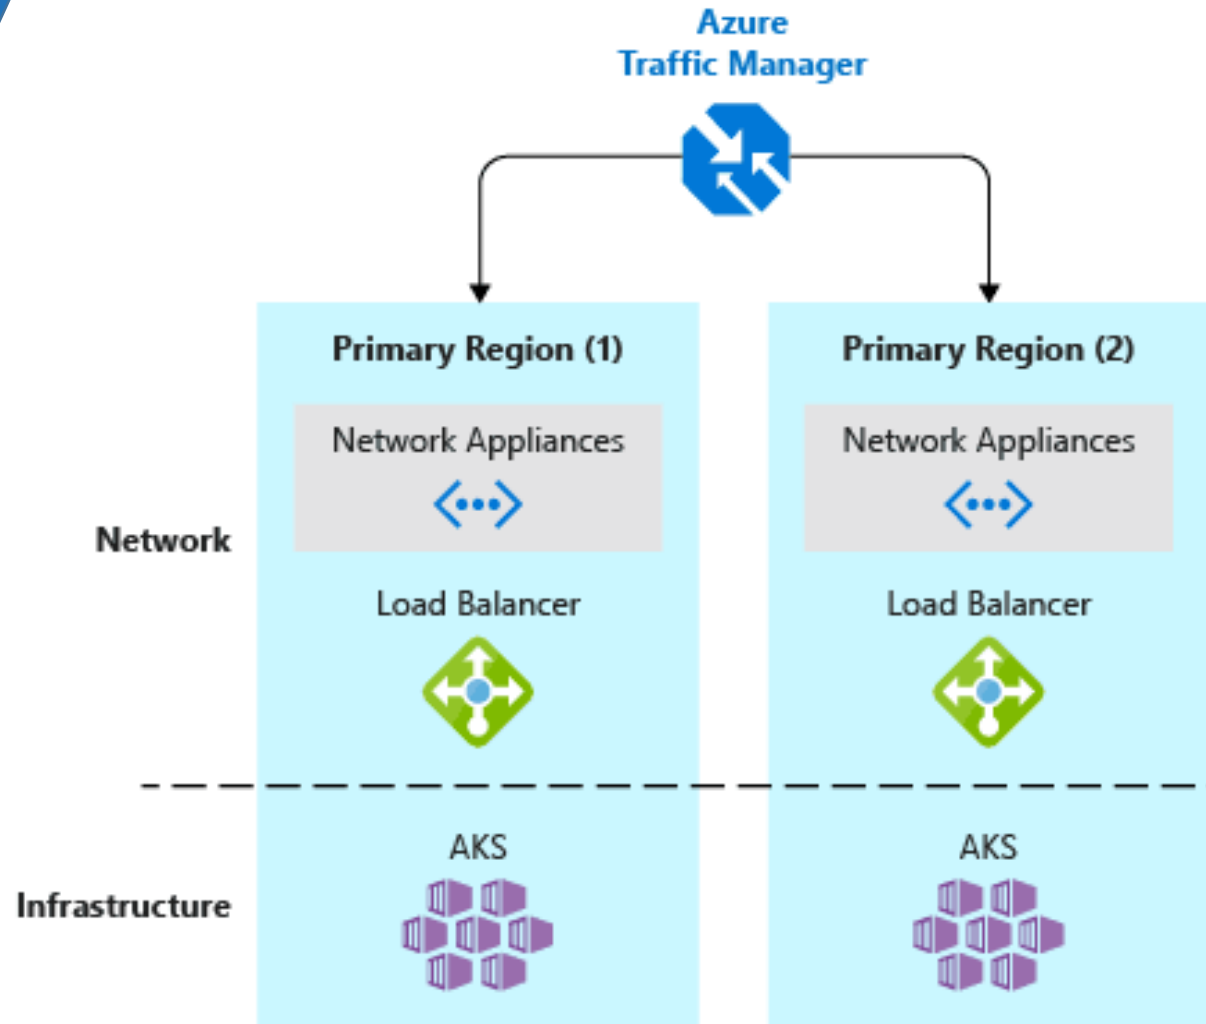 Azure
Traffic Manager
Primary Region (1)
Primary Region (2)
Network Appliances
Network Appliances
Network
Load Balancer
Load Balancer
AKS
AKS
Infrastructure